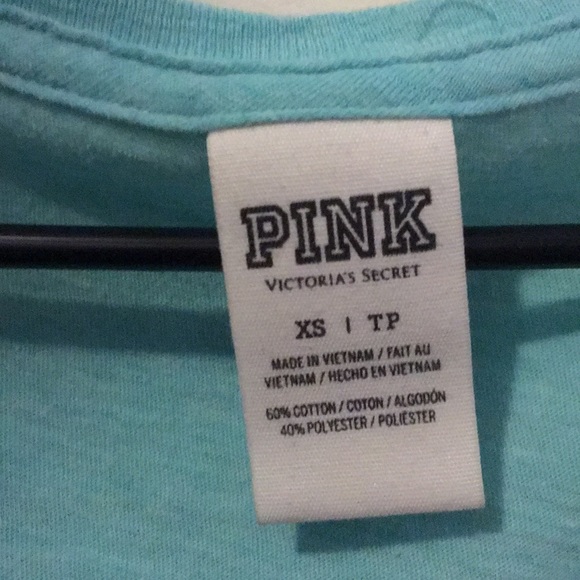 PINK
VICTORIA'S SECRET
XS | TP
MADE IN VIETNAM / FAIT AU
VIETNAM / HECHO EN VIETNAM
60% COTTON / COTON / ALGODÓN
40% POLYESTER / POLIÉSTER